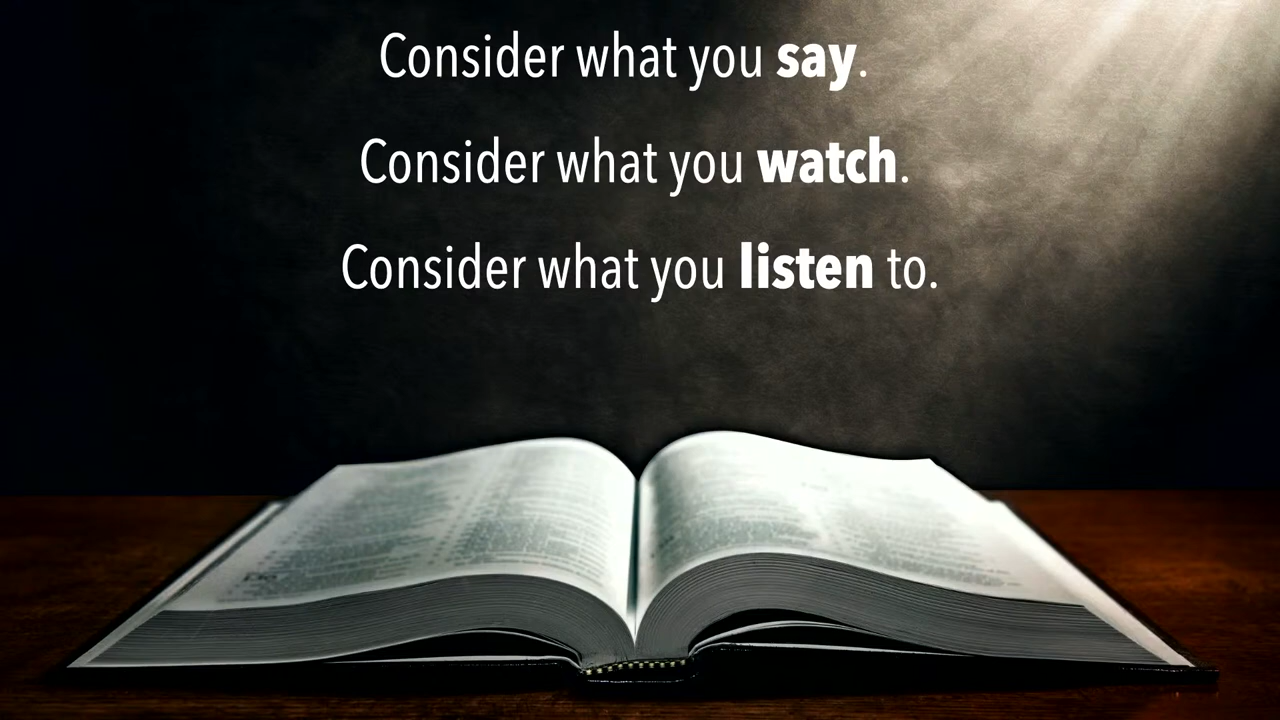 Consider what you say.
Consider what you watch.
Consider what you listen to.